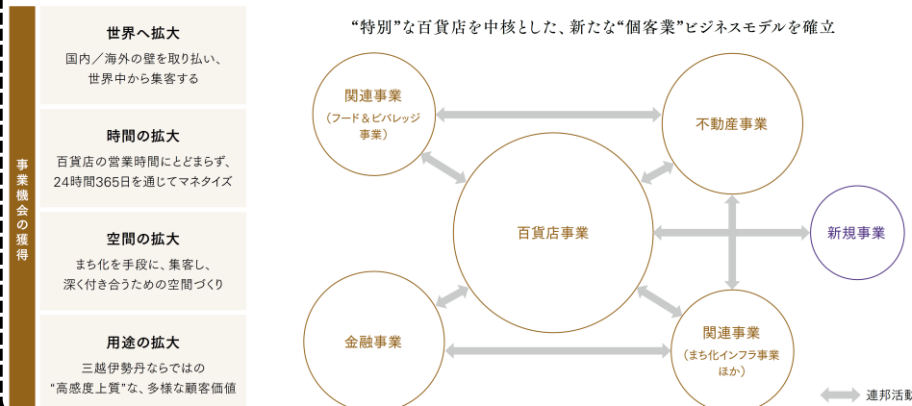 事業機会の獲得
世界へ拡大
国内／海外の壁を取り払い、
世界中から集客する
時間の拡大
百貨店の営業時間にとどまらず、
24時間365日を通じてマネタイズ
空間の拡大
まち化を手段に、集客し、
深く付き合うための空間づくり
用途の拡大
三越伊勢丹ならではの
“高感度上質”な、多様な顧客価値
“特別”な百貨店を中核とした、新たな“個客業”ビジネスモデルを確立
関連事業
（フード＆ビバレッジ
事業）
不動産事業
百貨店事業
新規事業
金融事業
関連事業
（まち化インフラ事業
ほか）
連邦活動